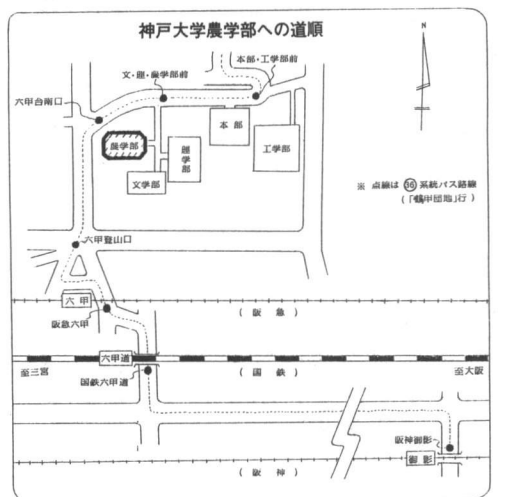 神戸大学農学部への道順
N
本部・工学部前
文・理・農学部前
六甲台南口
本部
農学部
理学部
工学部
文学部
※ 点線は㊱系統バス路線
(「鶴甲団地」行)
六甲登山口
六甲
(阪急)
阪急六甲
六甲道
至三宮
(国鉄)
至大阪
国鉄六甲道
阪神御影
御影
(阪神)